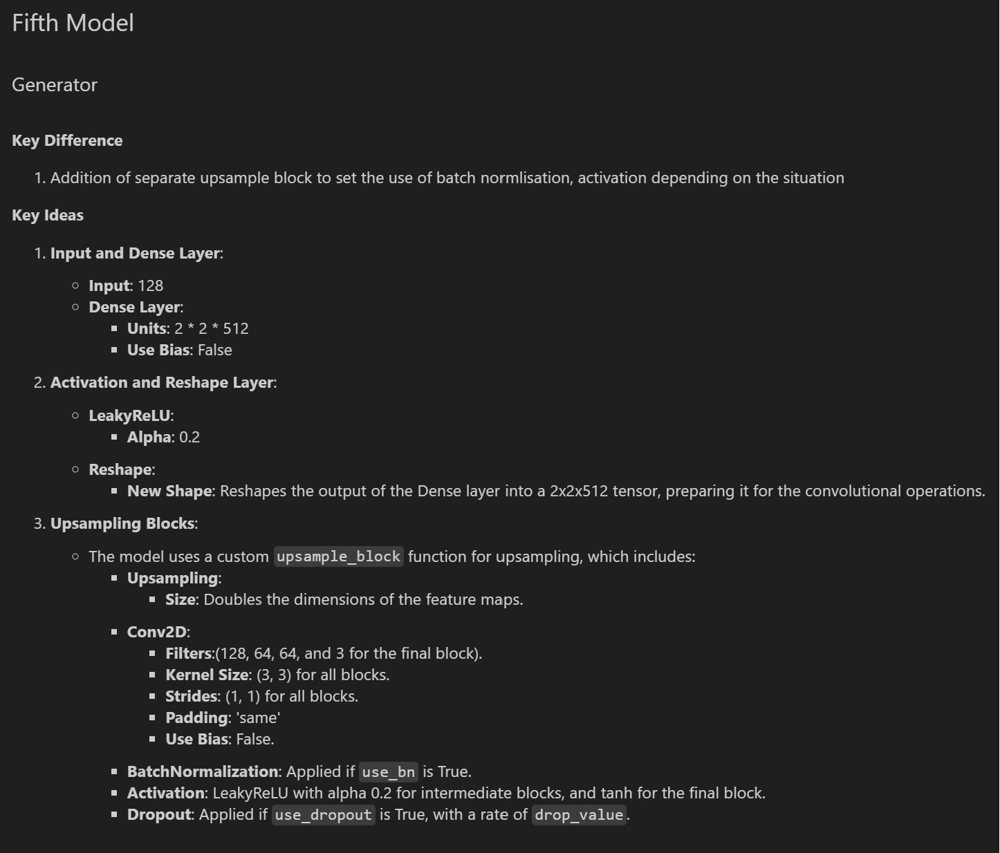 Fifth Model
Generator
Key Difference
1. Addition of separate upsample block to set the use of batch normlisation, activation depending on the situation
Key Ideas
1. Input and Dense Layer:
Input: 128
Dense Layer:
Units: 2 * 2 * 512
Use Bias: False
2. Activation and Reshape Layer:
LeakyReLU:
Alpha: 0.2
Reshape:
New Shape: Reshapes the output of the Dense layer into a 2x2x512 tensor, preparing it for the convolutional operations.
3. Upsampling Blocks:
The model uses a custom upsample_block function for upsampling, which includes:
Upsampling:
Size: Doubles the dimensions of the feature maps.
Conv2D:
Filters:(128, 64, 64, and 3 for the final block).
Kernel Size: (3, 3) for all blocks.
Strides: (1, 1) for all blocks.
Padding: 'same'
Use Bias: False.
BatchNormalization: Applied if use_bn is True.
Activation: LeakyReLU with alpha 0.2 for intermediate blocks, and tanh for the final block.
Dropout: Applied if use_dropout is True, with a rate of drop_value.